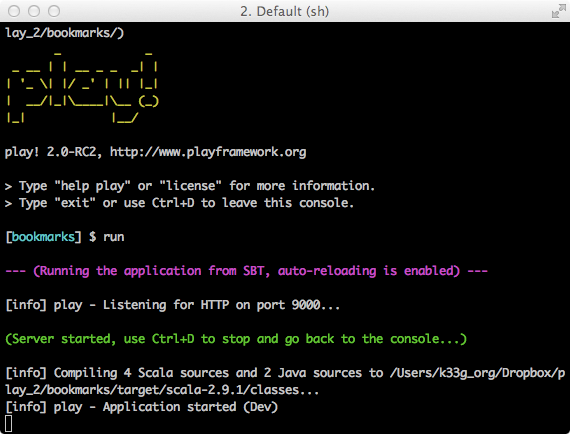 2. Default (sh)
lay_2/bookmarks/)
       _            _
 _ __ | | __ _ _  _| |
| '_ \| |/ _' | || |_|
|  __/|_|\____|\__ (_)
|_|            |__/
play! 2.0-RC2, http://www.playframework.org
> Type "help play" or "license" for more information.
> Type "exit" or use Ctrl+D to leave this console.
[bookmarks] $ run
--- (Running the application from SBT, auto-reloading is enabled) ---
[info] play - Listening for HTTP on port 9000...
(Server started, use Ctrl+D to stop and go back to the console...)
[info] Compiling 4 Scala sources and 2 Java sources to /Users/k33g_org/Dropbox/p
lay_2/bookmarks/target/scala-2.9.1/classes...
[info] play - Application started (Dev)